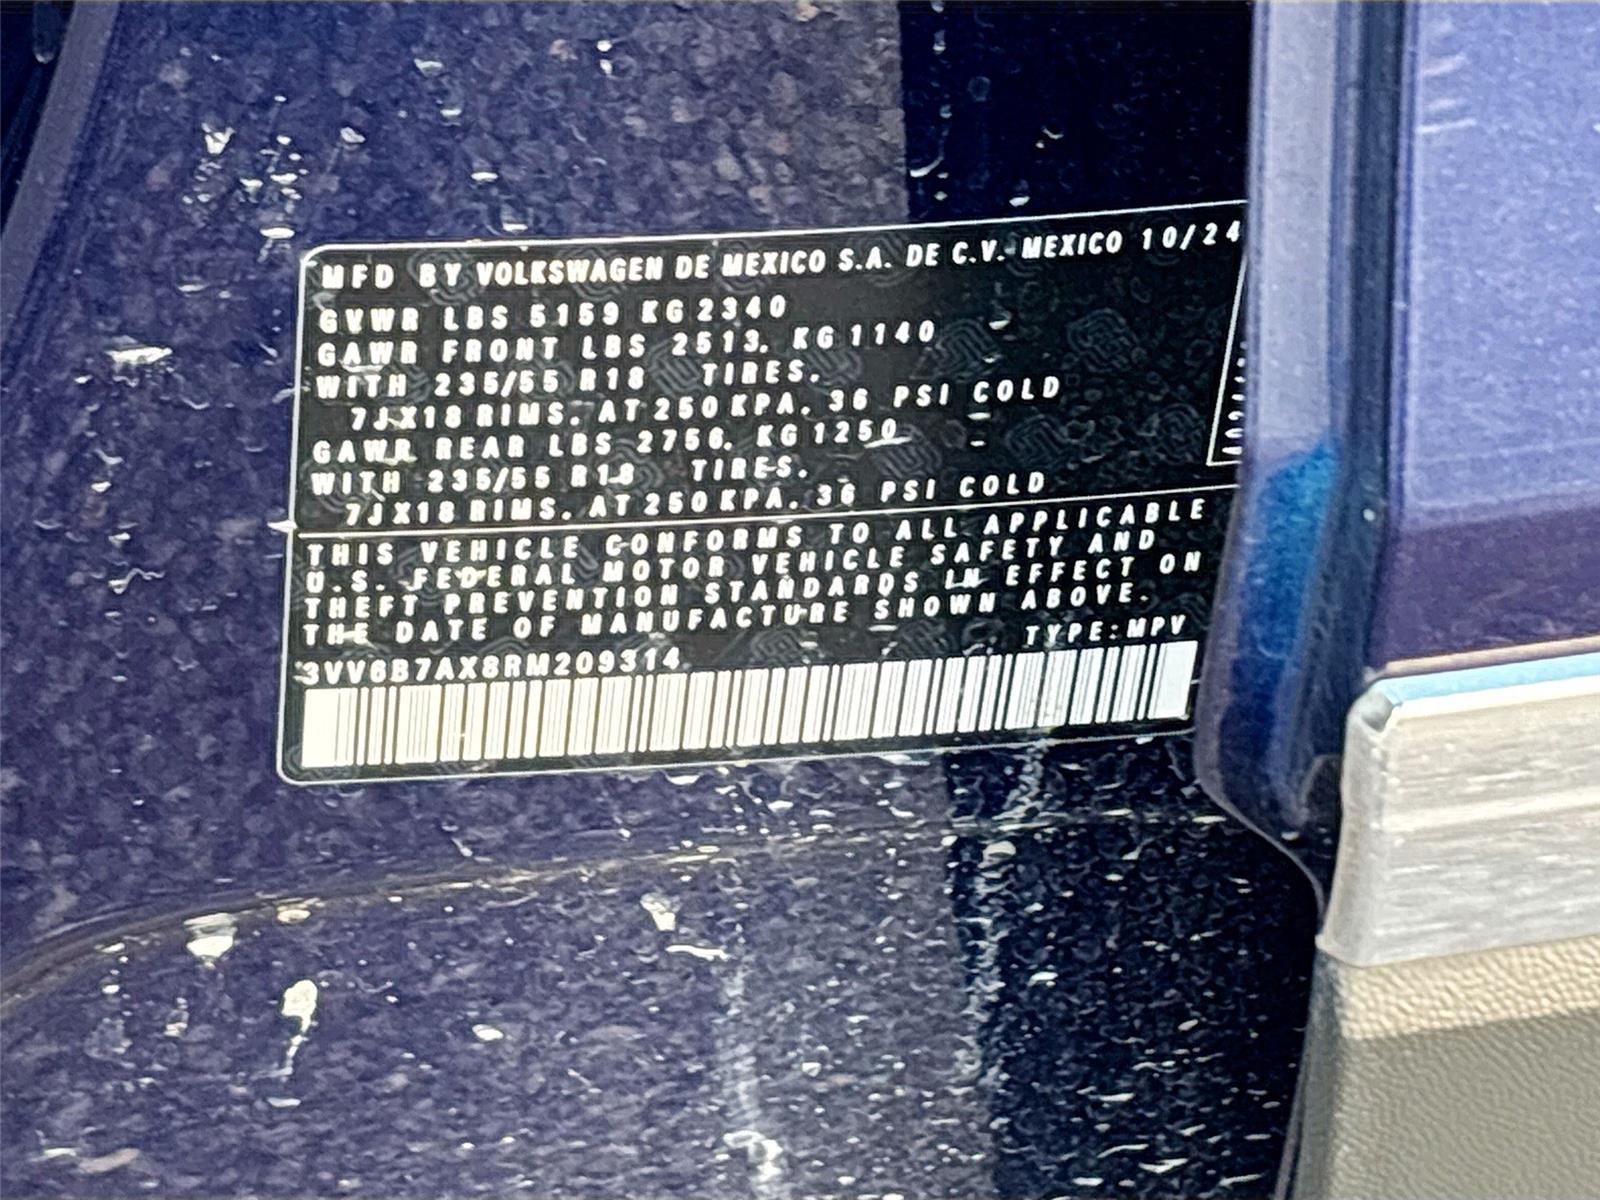 MFD BY VOLKSWAGEN DE MEXICO S.A. DE C.V.- MEXICO 10/24
GVWR LBS 5159 KG 2340
GAWR FRONT LBS 2513. KG 1140
WITH 235/55 R18 TIRES.
7JX18 RIMS. AT 250 KPA. 36 PSI COLD
GAWR REAR LBS 2756. KG 1250
WITH 235/55 R18 TIRES.
7JX18 RIMS. AT 250 KPA. 36 PSI COLD
THIS VEHICLE CONFORMS TO ALL APPLICABLE
U.S. FEDERAL MOTOR VEHICLE SAFETY AND
THEFT PREVENTION STANDARDS IN EFFECT ON
THE DATE OF MANUFACTURE SHOWN ABOVE.
TYPE:MPV
3VV6B7AX8RM209314